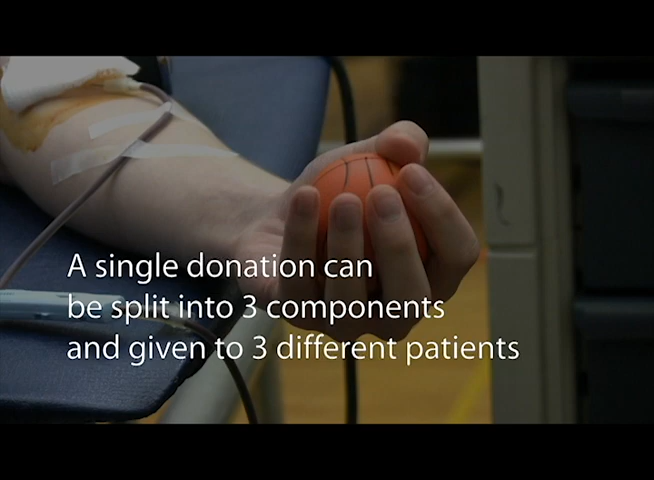 A single donation can
be split into 3 components
and given to 3 different patients